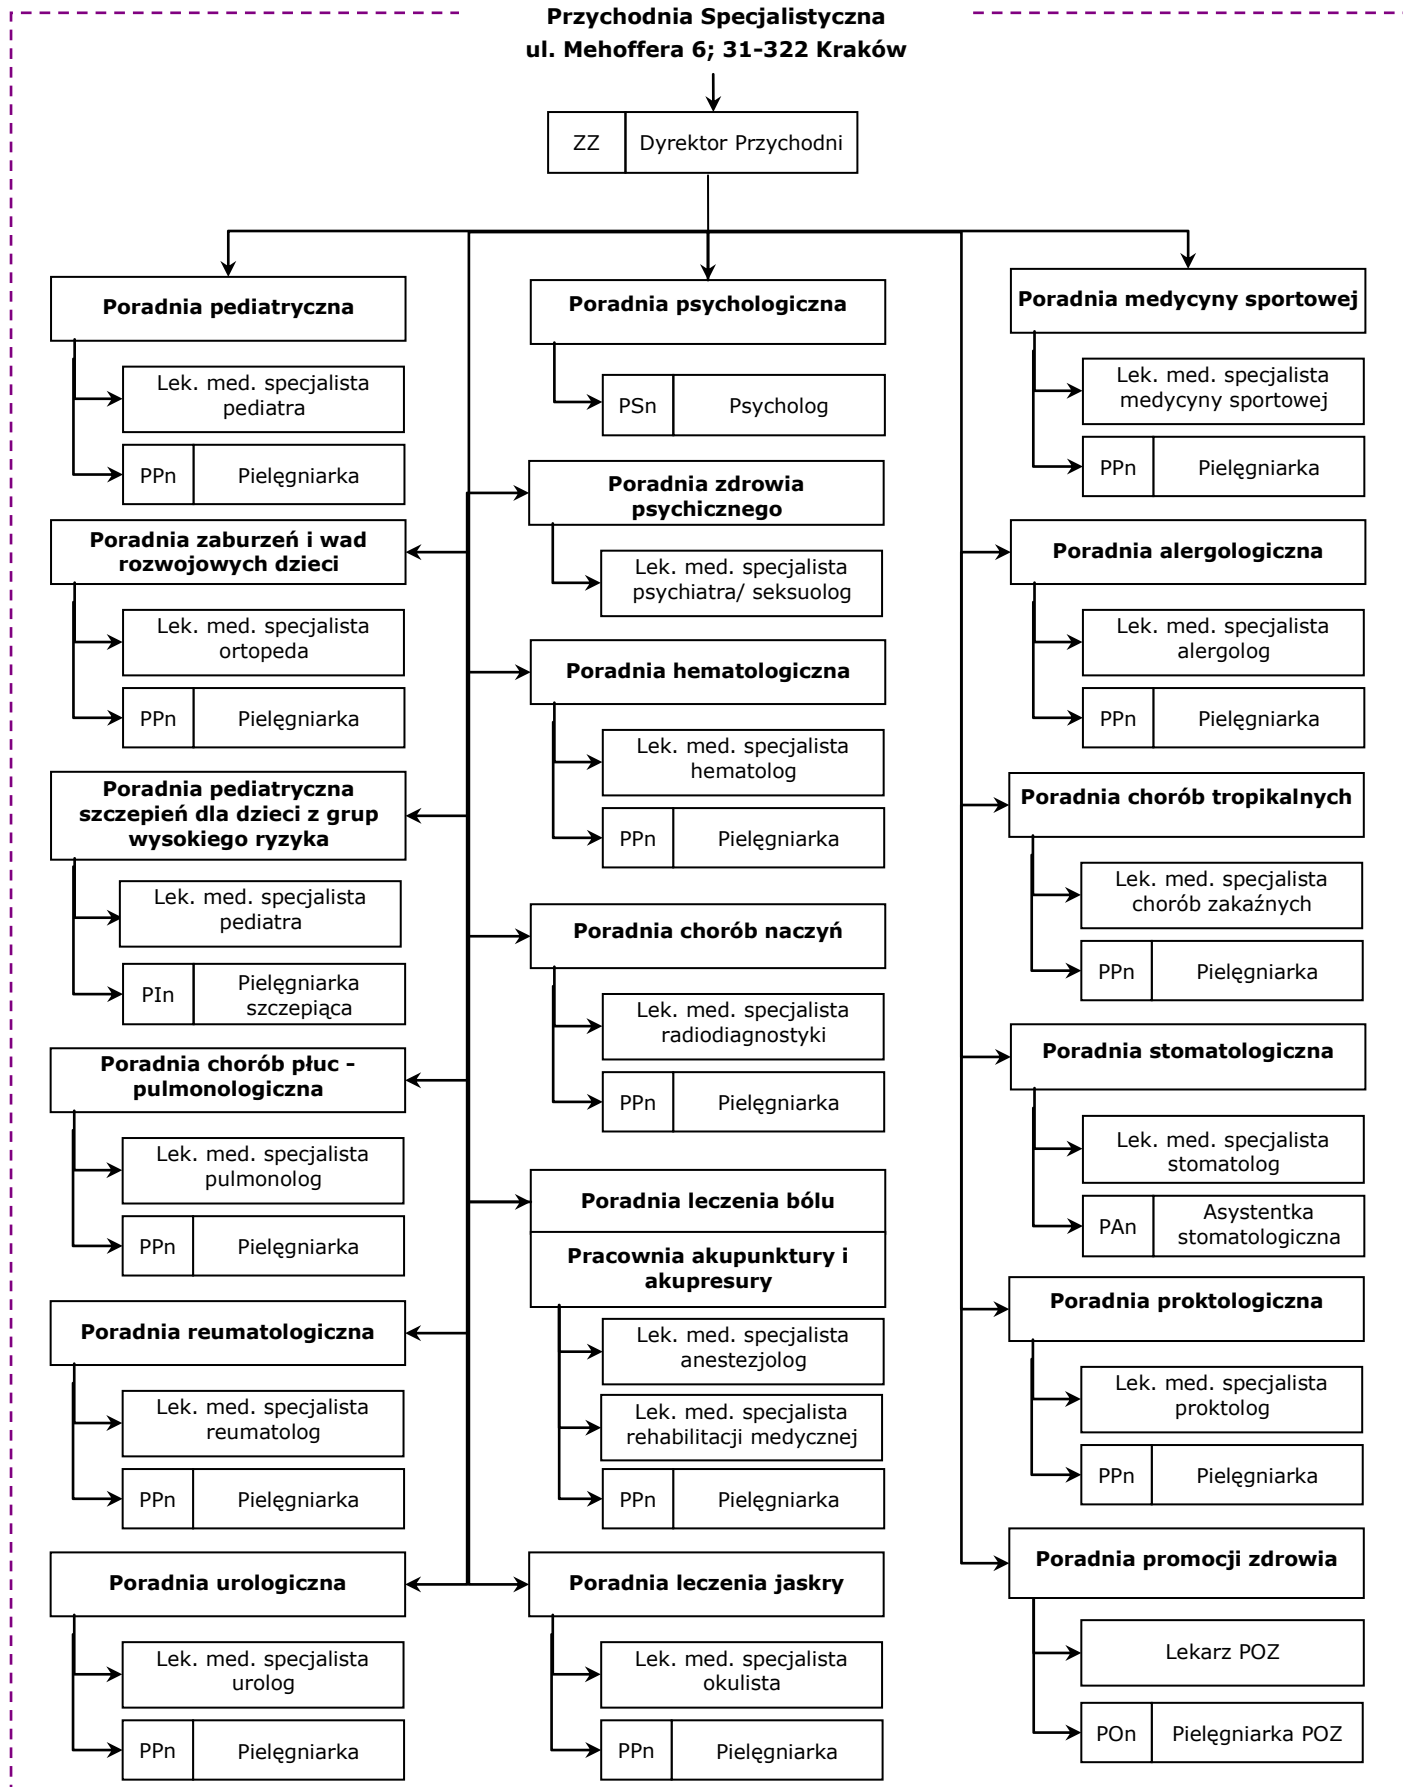 Przychodnia Specjalistyczna
ul. Mehoffera 6; 31-322 Kraków
ZZ
Dyrektor Przychodni
Poradnia pediatryczna
Lek. med. specjalista
pediatra
PPn
Pielęgniarka
Poradnia zaburzeń i wad
rozwojowych dzieci
Lek. med. specjalista
ortopeda
PPn
Pielęgniarka
Poradnia pediatryczna
szczepień dla dzieci z grup
wysokiego ryzyka
Lek. med. specjalista
pediatra
PIn
Pielęgniarka
szczepiąca
Poradnia chorób płuc -
pulmonologiczna
Lek. med. specjalista
pulmonolog
PPn
Pielęgniarka
Poradnia reumatologiczna
Lek. med. specjalista
reumatolog
PPn
Pielęgniarka
Poradnia urologiczna
Lek. med. specjalista
urolog
PPn
Pielęgniarka
Poradnia psychologiczna
PSn
Psycholog
Poradnia zdrowia
psychicznego
Lek. med. specjalista
psychiatra/ seksuolog
Poradnia hematologiczna
Lek. med. specjalista
hematolog
PPn
Pielęgniarka
Poradnia chorób naczyń
Lek. med. specjalista
radiodiagnostyki
PPn
Pielęgniarka
Poradnia leczenia bólu
Pracownia akupunktury i
akupresury
Lek. med. specjalista
anestezjolog
Lek. med. specjalista
rehabilitacji medycznej
PPn
Pielęgniarka
Poradnia leczenia jaskry
Lek. med. specjalista
okulista
PPn
Pielęgniarka
Poradnia medycyny sportowej
Lek. med. specjalista
medycyny sportowej
PPn
Pielęgniarka
Poradnia alergologiczna
Lek. med. specjalista
alergolog
PPn
Pielęgniarka
Poradnia chorób tropikalnych
Lek. med. specjalista
chorób zakaźnych
PPn
Pielęgniarka
Poradnia stomatologiczna
Lek. med. specjalista
stomatolog
PAn
Asystentka
stomatologiczna
Poradnia proktologiczna
Lek. med. specjalista
proktolog
PPn
Pielęgniarka
Poradnia promocji zdrowia
Lekarz POZ
POn
Pielęgniarka POZ